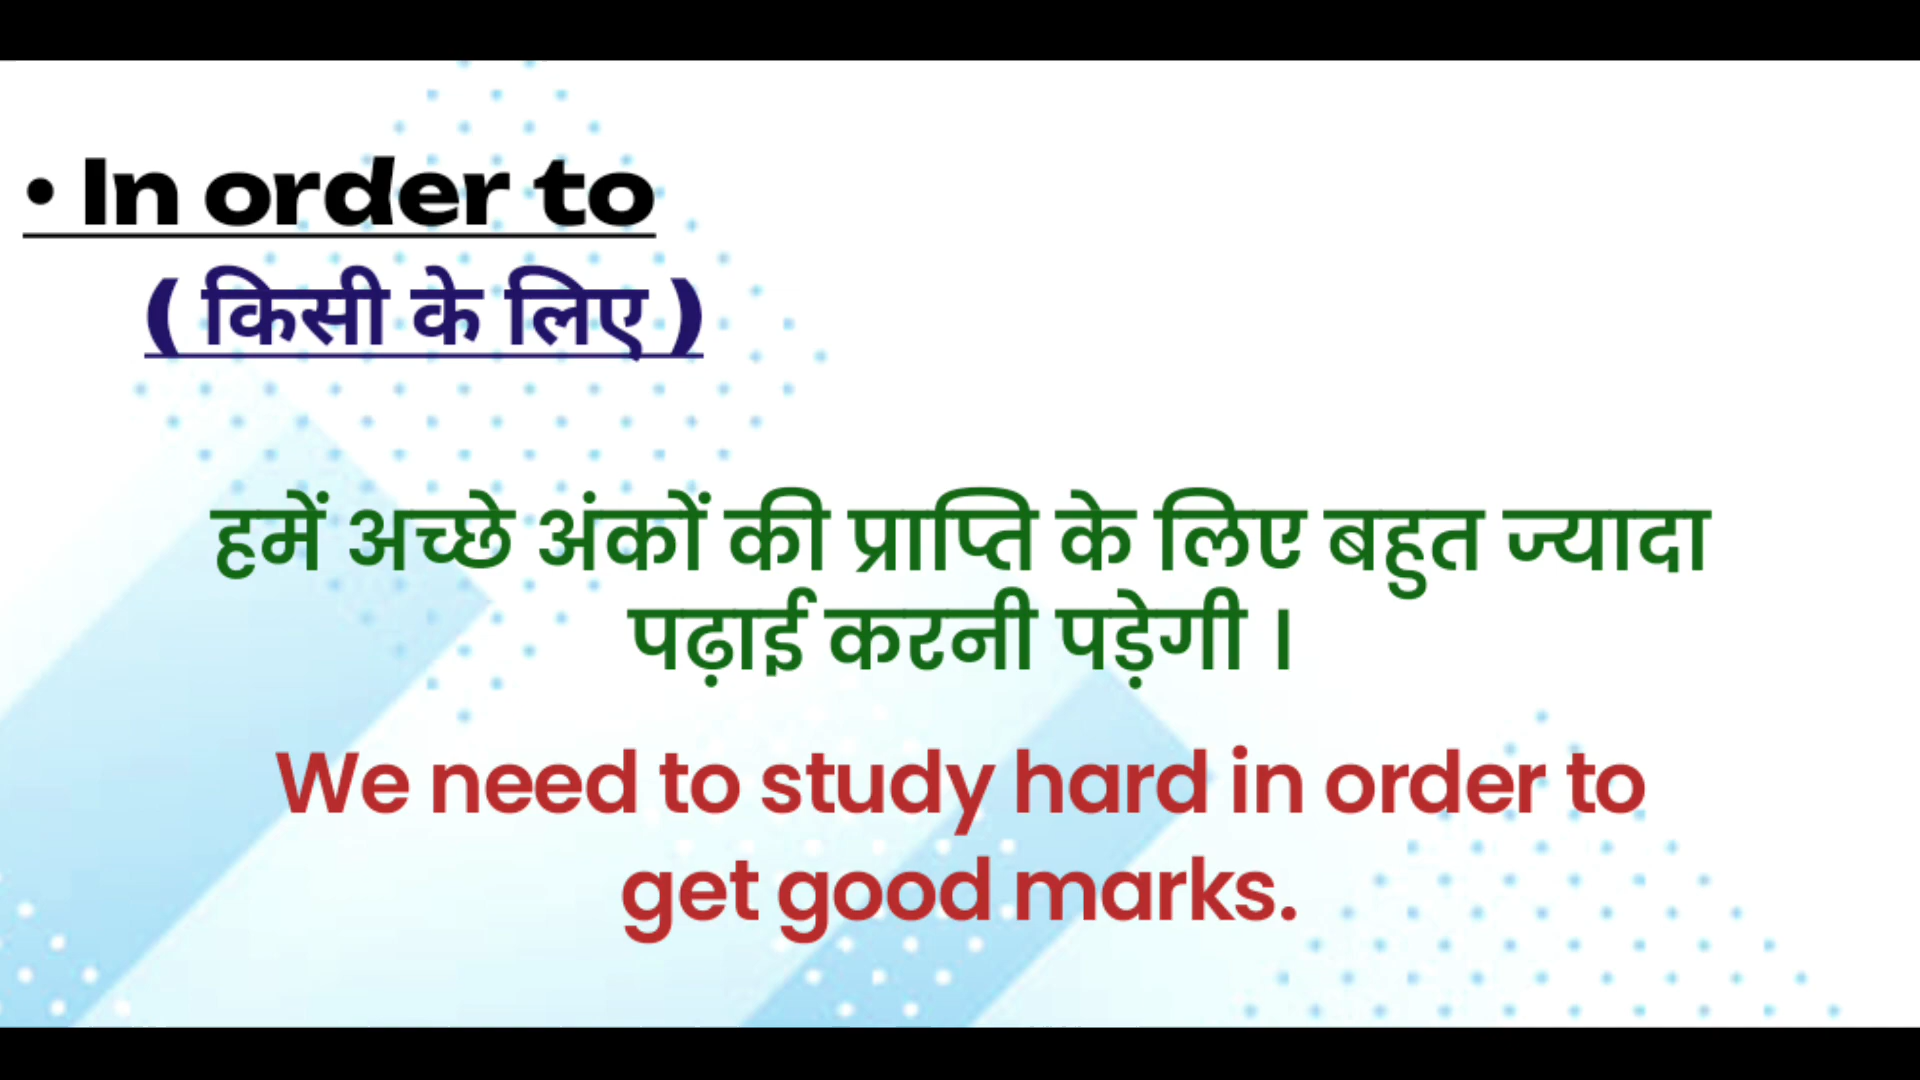 • In order to
( किसी के लिए )
हमें अच्छे अंकों की प्राप्ति के लिए बहुत ज्यादा
पढ़ाई करनी पड़ेगी ।
We need to study hard in order to
get good marks.